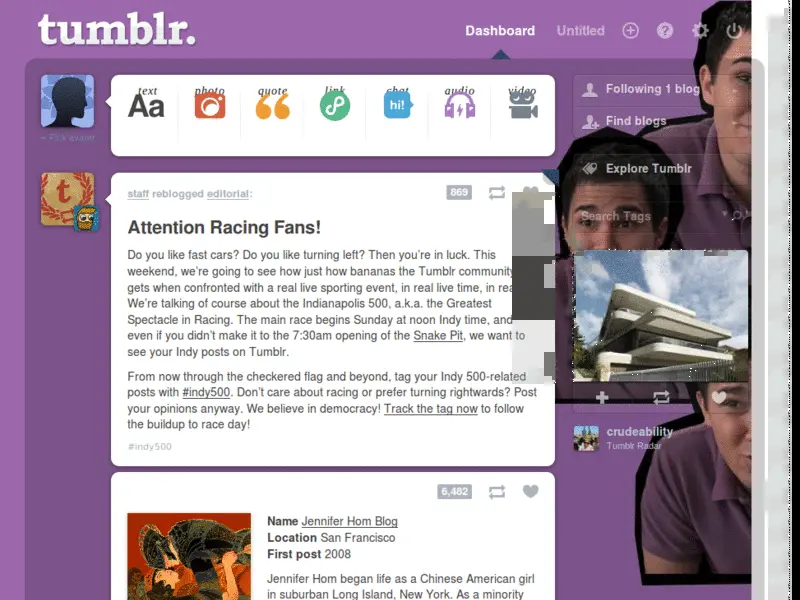 tumblr.
Dashboard
Untitled
text
photo
quote
link
chat
audio
video
Aa
hi!
Following 1 blog
Find blogs
Explore Tumblr
Search Tags
staff reblogged editorial:
869
Attention Racing Fans!
Do you like fast cars? Do you like turning left? Then you're in luck. This
weekend, we're going to see how just how bananas the Tumblr community
gets when confronted with a real live sporting event, in real live time, in
We're talking of course about the Indianapolis 500, a.k.a. the Greatest
Spectacle in Racing. The main race begins Sunday at noon Indy time, and
even if you didn't make it to the 7:30am opening of the Snake Pit, we want to
see your Indy posts on Tumblr.
From now through the checkered flag and beyond, tag your Indy 500-related
posts with #indy500. Don't care about racing or prefer turning rightwards? Post
your opinions anyway. We believe in democracy! Track the tag now to follow
the buildup to race day!
#indy500
crudeability
Tumblr Radar
6,462
Name Jennifer Hom Blog
Location San Francisco
First post 2008
Jennifer Hom began life as a Chinese American girl
in suburban Long Island, New York. As a minority